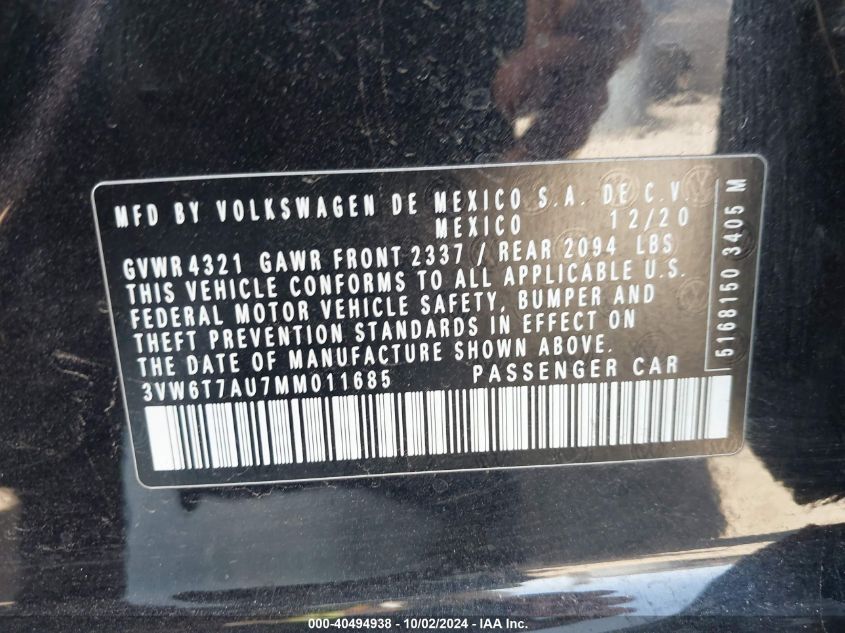 MFD BY VOLKSWAGEN DE MEXICO S.A. DE C.V.
MEXICO 12/20
GVWR 4321 GAWR FRONT 2337 / REAR 2094 LBS
THIS VEHICLE CONFORMS TO ALL APPLICABLE U.S.
FEDERAL MOTOR VEHICLE SAFETY, BUMPER AND
THEFT PREVENTION STANDARDS IN EFFECT ON
THE DATE OF MANUFACTURE SHOWN ABOVE.
3VW6T7AU7MM011685 PASSENGER CAR
5168150 3405 M
000-40494938 - 10/02/2024 - IAA Inc.